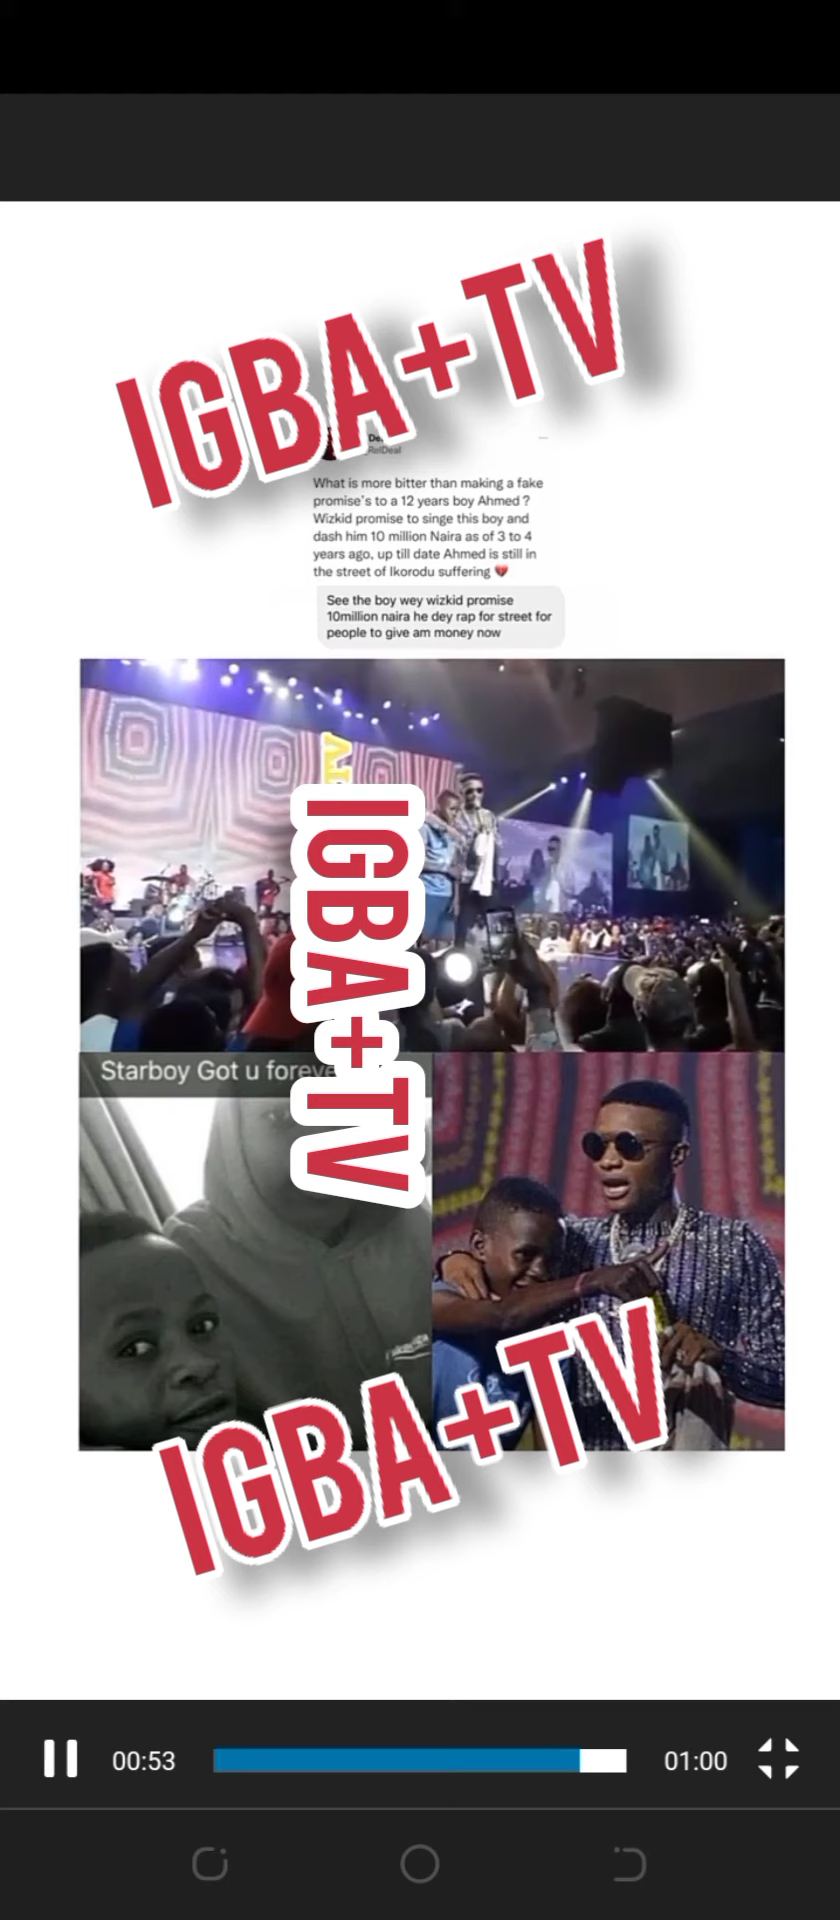 IGBA+TV
RelDeal
What is more bitter than making a fake
promise's to a 12 years boy Ahmed ?
Wizkid promise to singe this boy and
dash him 10 million Naira as of 3 to 4
years ago, up till date Ahmed is still in
the street of Ikorodu suffering 💔
See the boy wey wizkid promise
10million naira he dey rap for street for
people to give am money now
IGBA+TV
Starboy Got u foreve
IGBA+TV
00:53
01:00